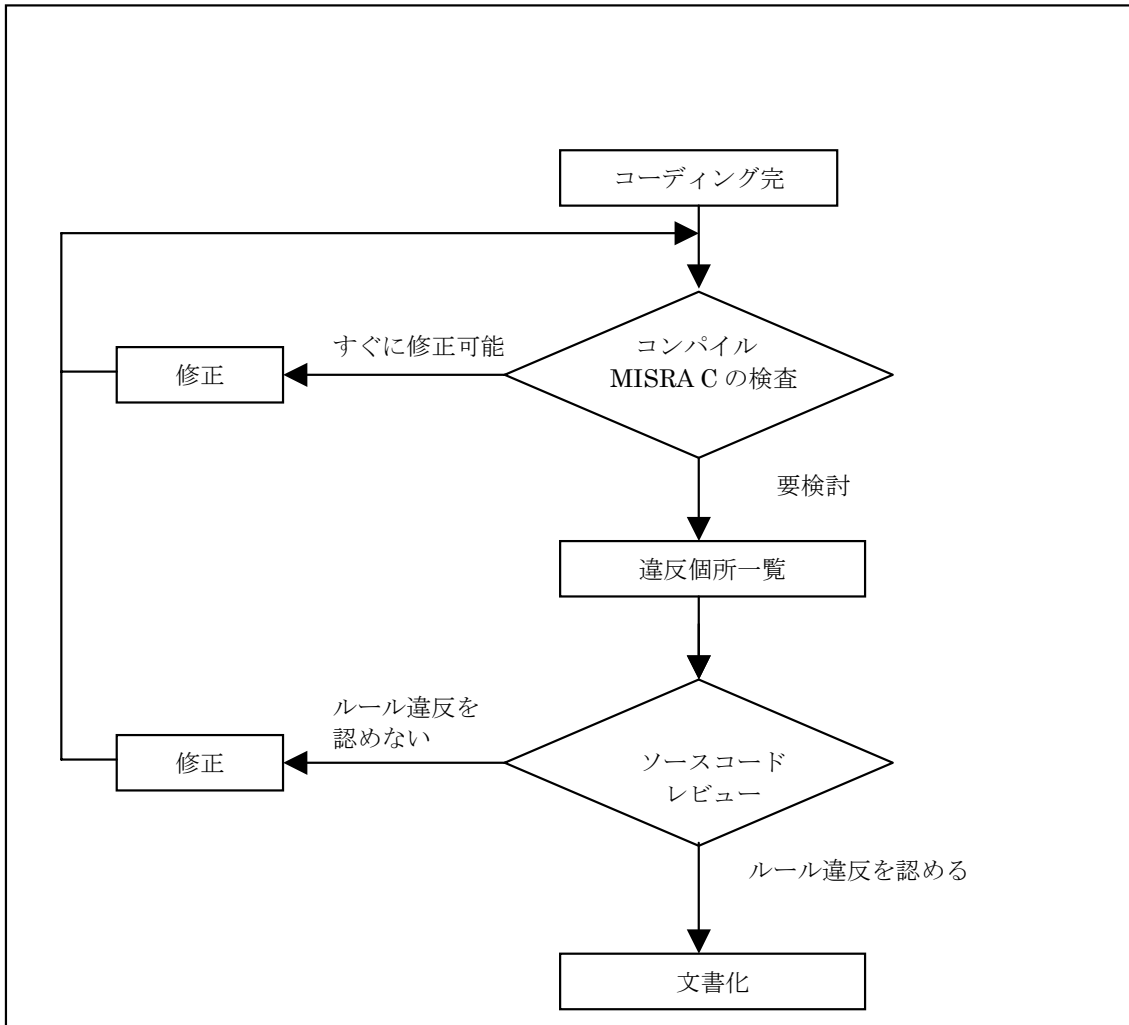 コーディング完
すぐに修正可能
コンパイル
MISRA C の検査
修正
要検討
違反個所一覧
ルール違反を
認めない
修正
ソースコード
レビュー
ルール違反を認める
文書化